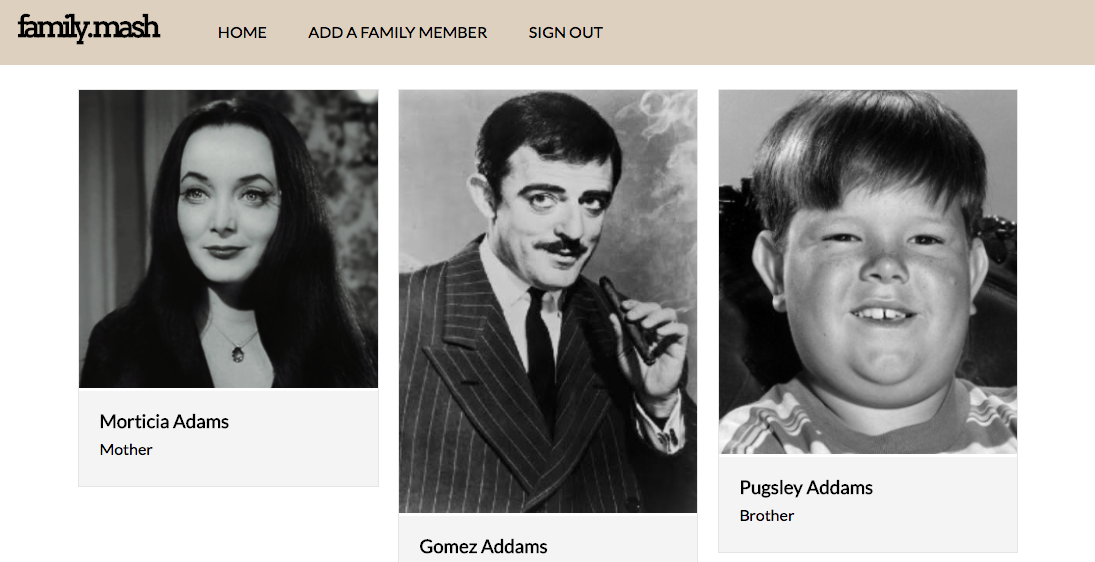 family.mash
HOME
ADD A FAMILY MEMBER
SIGN OUT
Morticia Adams
Mother
Gomez Addams
Pugsley Addams
Brother